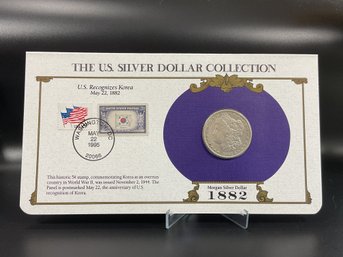 THE U.S. SILVER DOLLAR COLLECTION
U.S. Recognizes Korea
May 22, 1882
WASHINGTON, DC
MAY
22
1995
20066
This historic 5¢ stamp, commemorating Korea as an overrun
country in World War II, was issued November 2, 1944. The
Panel is postmarked May 22, the anniversary of U.S.
recognition of Korea.
Morgan Silver Dollar
1882